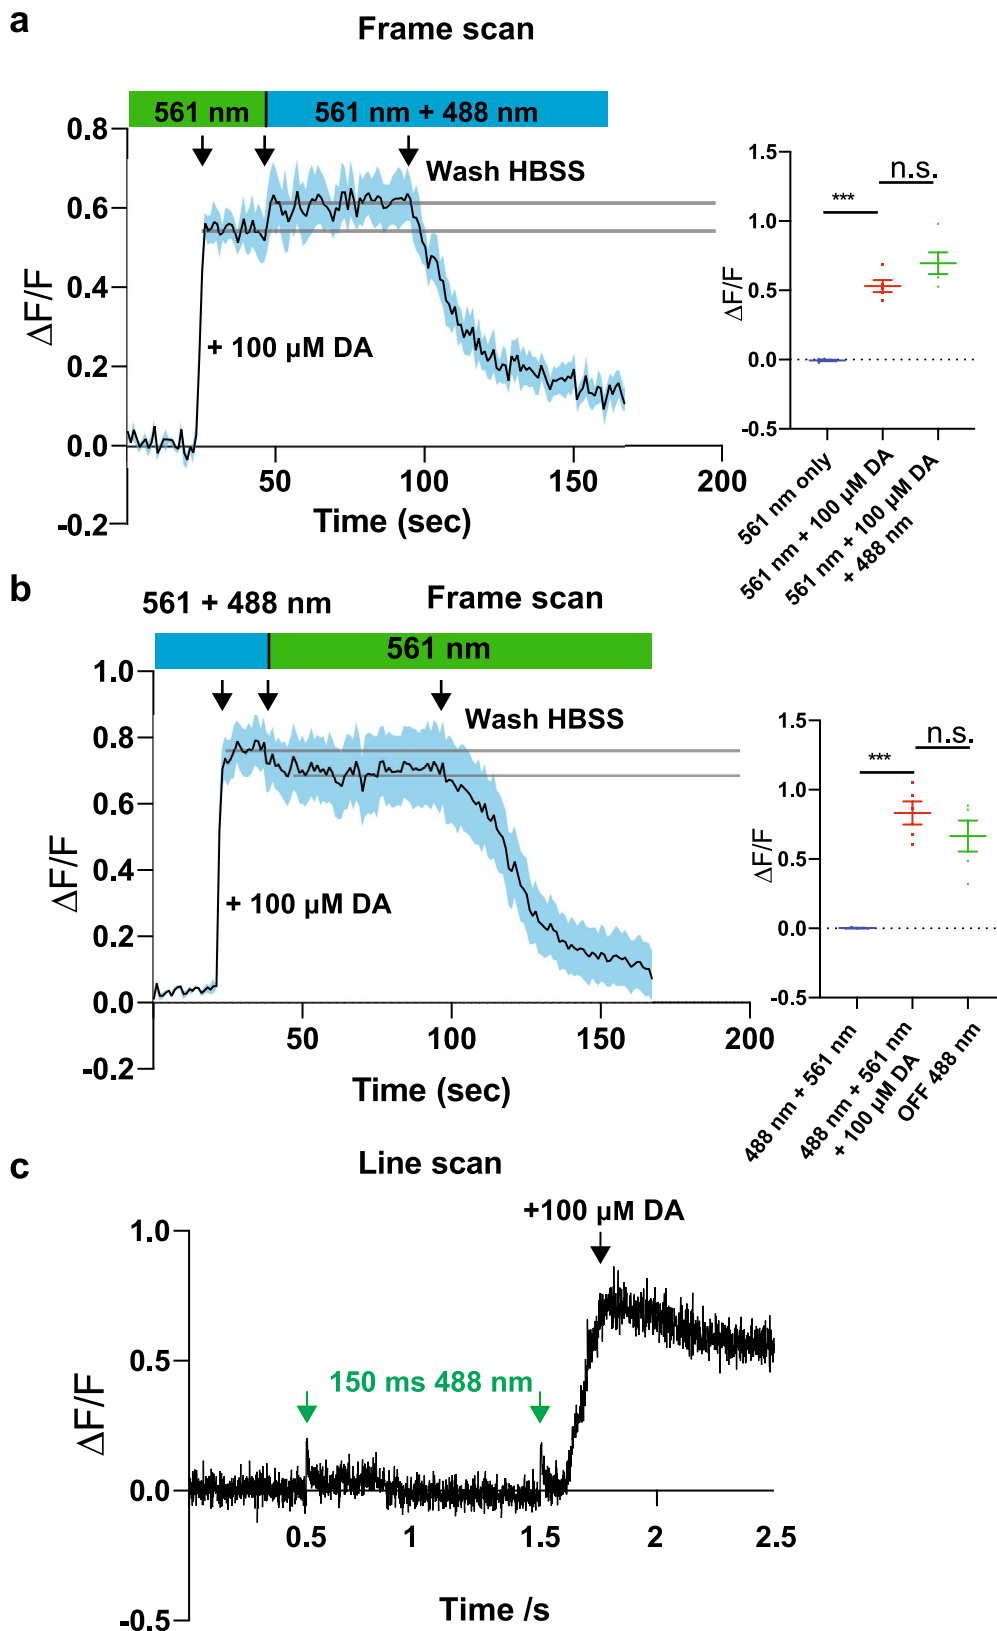 a
Frame scan
561 nm
561 nm + 488 nm
Wash HBSS
+ 100 µM DA
ΔF/F
0.8
0.6
0.4
0.2
0.0
-0.2
50
100
150
200
Time (sec)
ΔF/F
1.5
1.0
0.5
0.0
-0.5
***
n.s.
561 nm only
561 nm + 100 µM DA
561 nm + 100 µM DA
+ 488 nm
b
561 + 488 nm
Frame scan
561 nm
Wash HBSS
+ 100 µM DA
ΔF/F
1.0
0.8
0.6
0.4
0.2
0.0
-0.2
50
100
150
200
Time (sec)
ΔF/F
1.5
1.0
0.5
0.0
-0.5
***
n.s.
488 nm + 561 nm
488 nm + 561 nm
+ 100 µM DA
OFF 488 nm
c
Line scan
+100 µM DA
150 ms 488 nm
ΔF/F
1.0
0.5
0.0
-0.5
0.5
1
1.5
2
2.5
Time /s